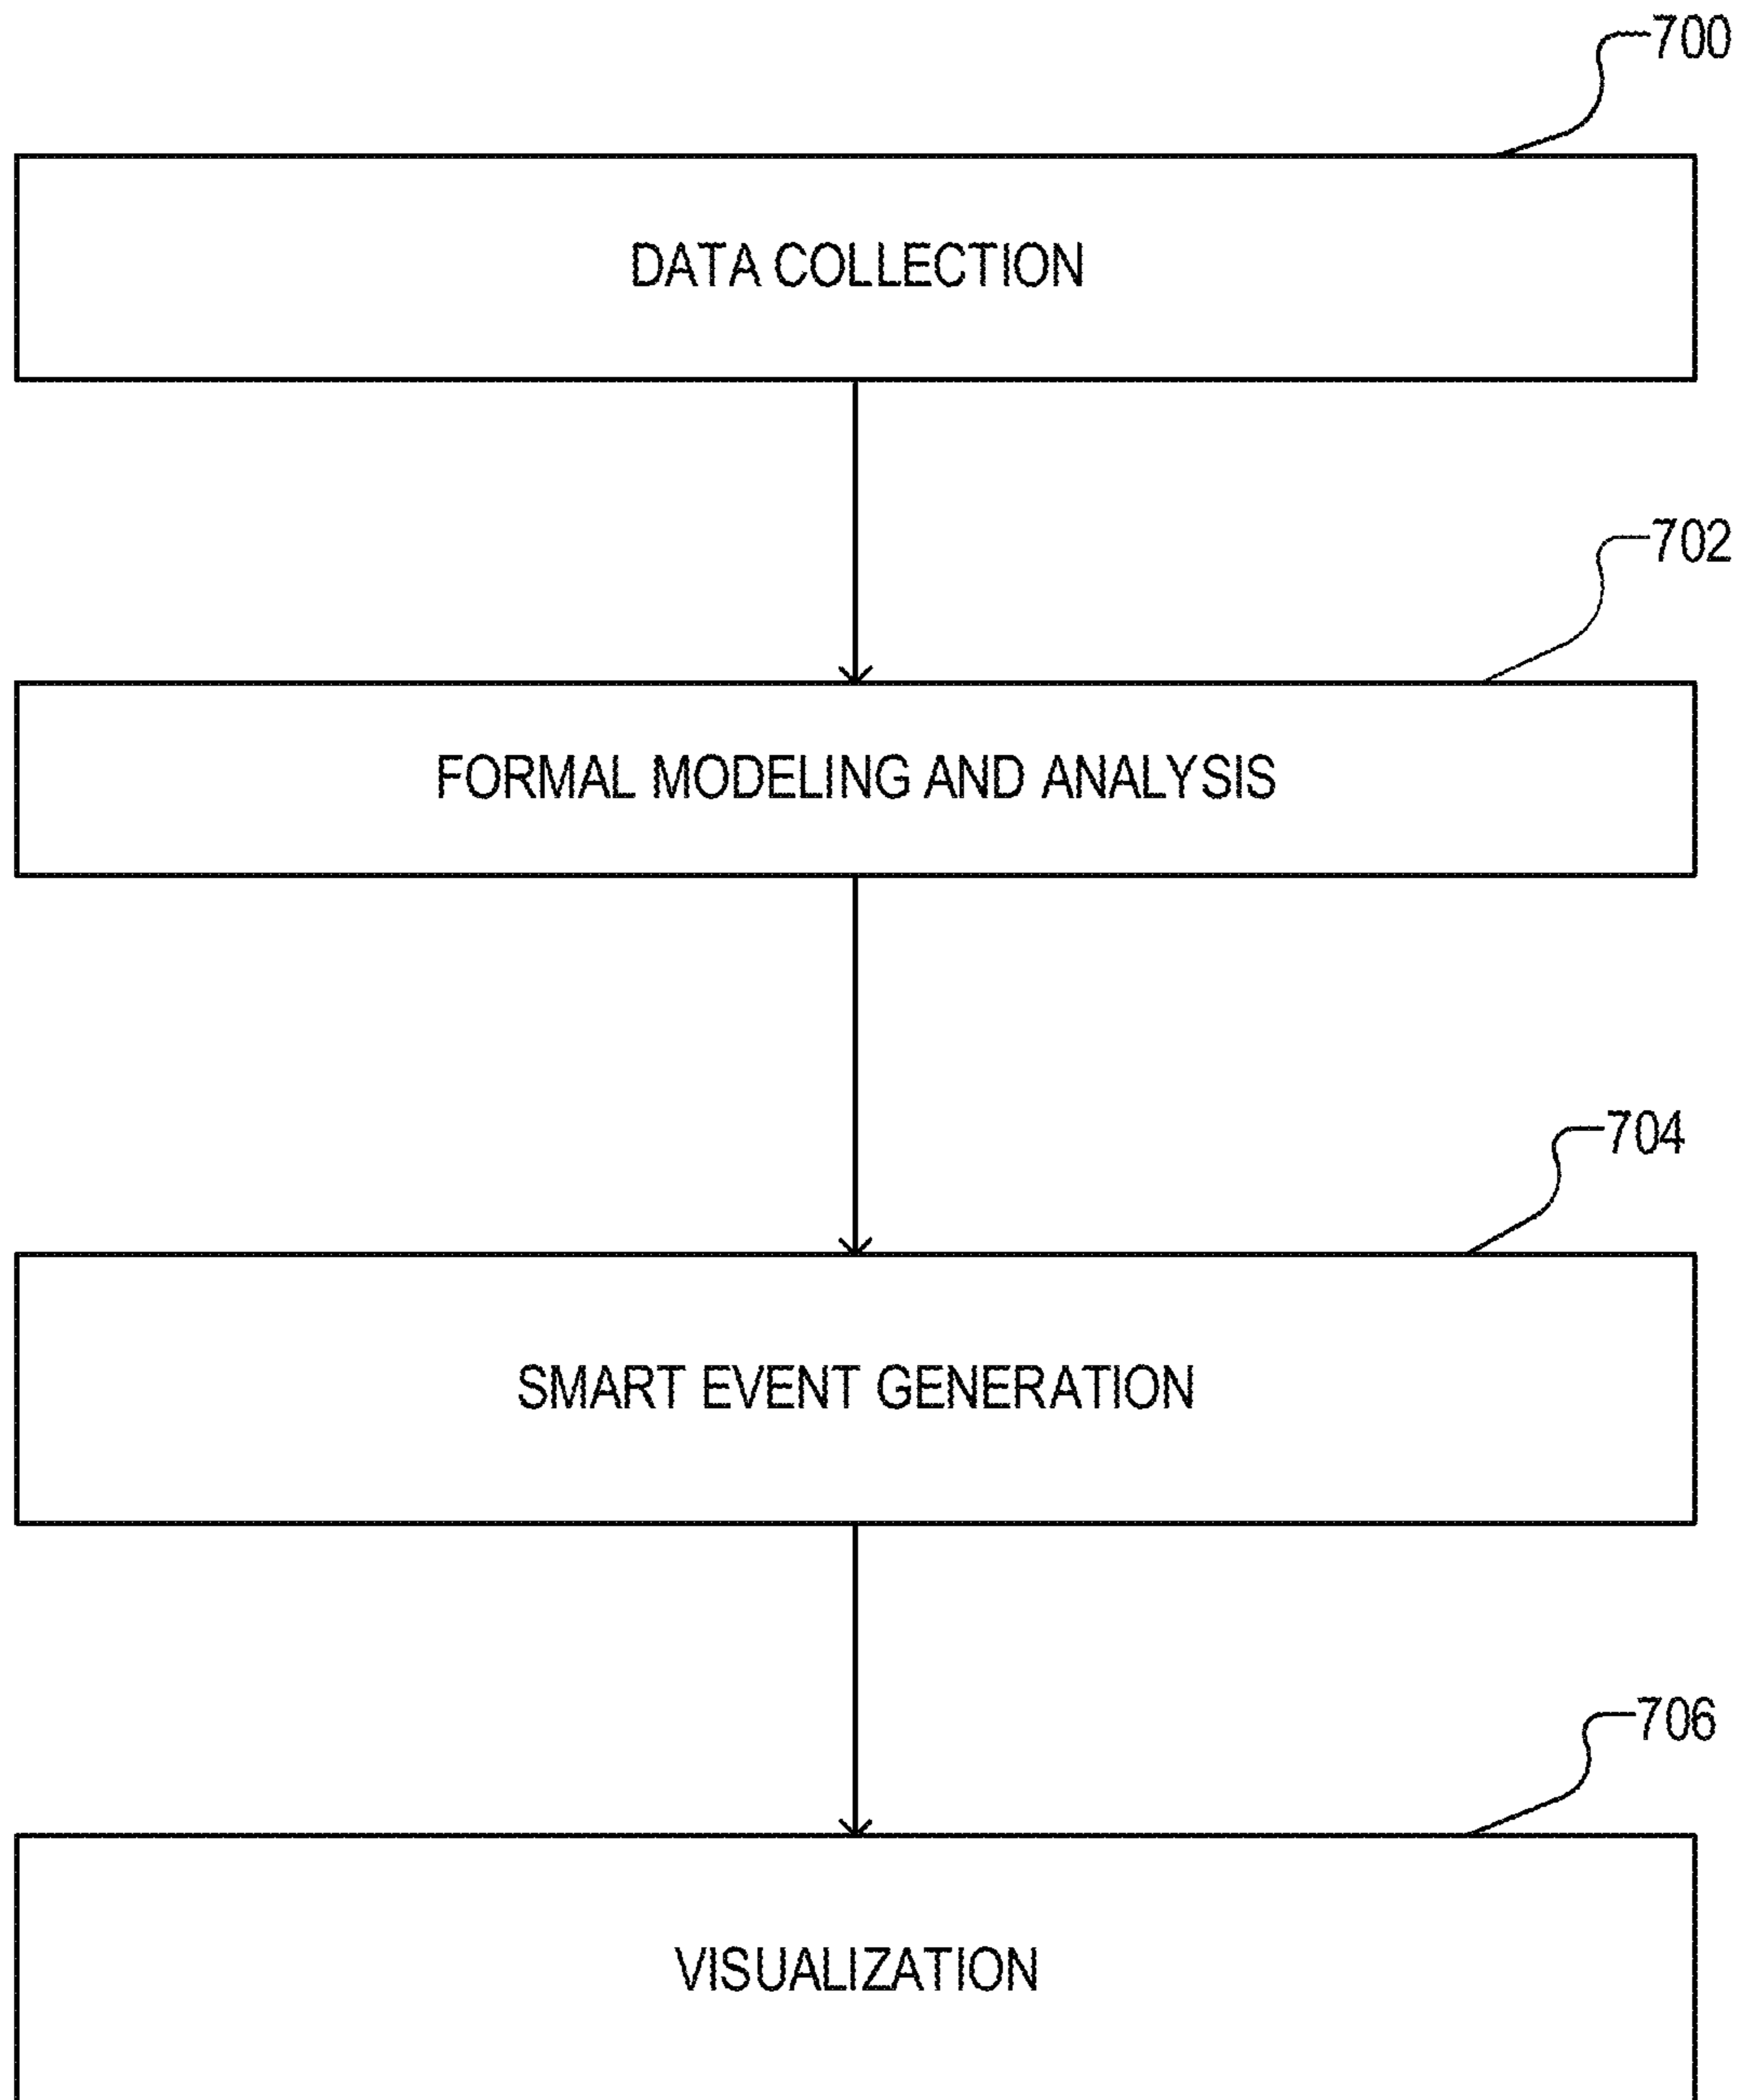 700
DATA COLLECTION
702
FORMAL MODELING AND ANALYSIS
704
SMART EVENT GENERATION
706
VISUALIZATION